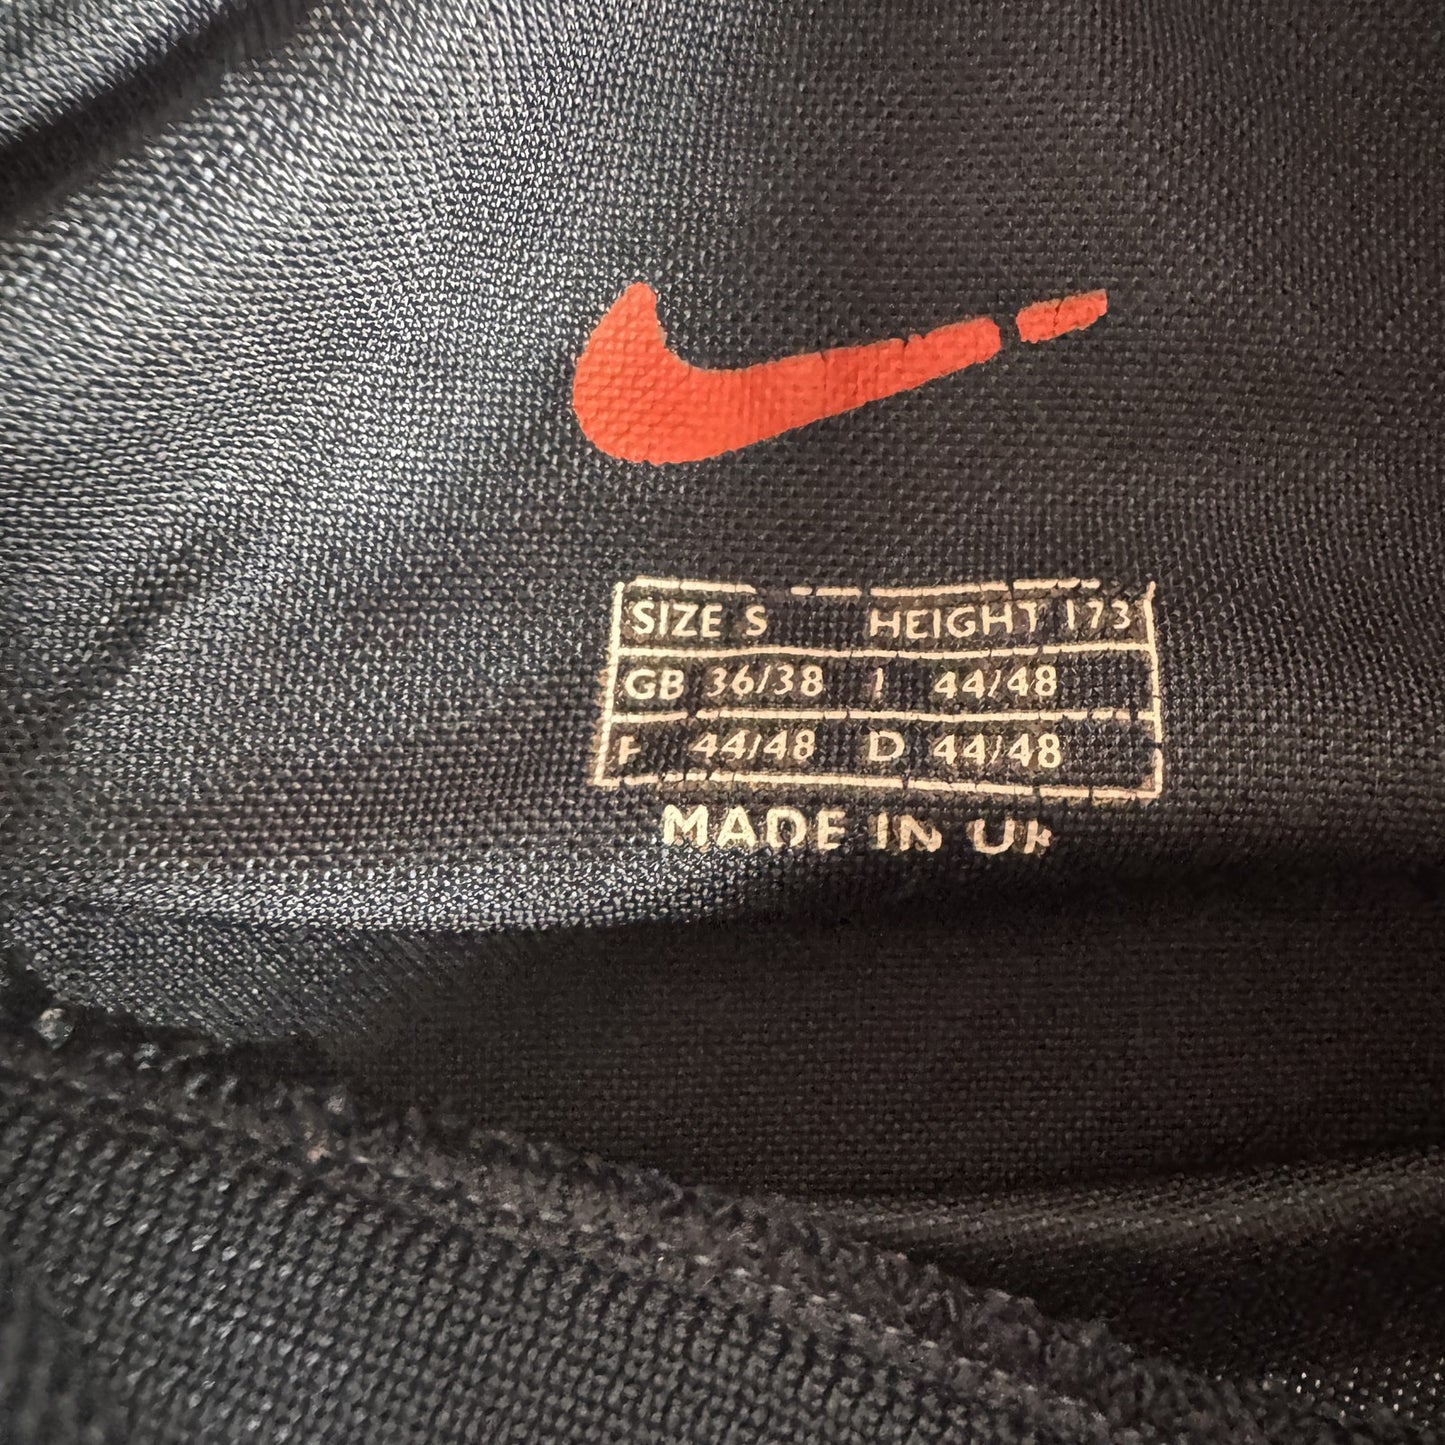 SIZE S HEIGHT 173
GB 36/38 I 44/48
F 44/48 D 44/48
MADE IN UK